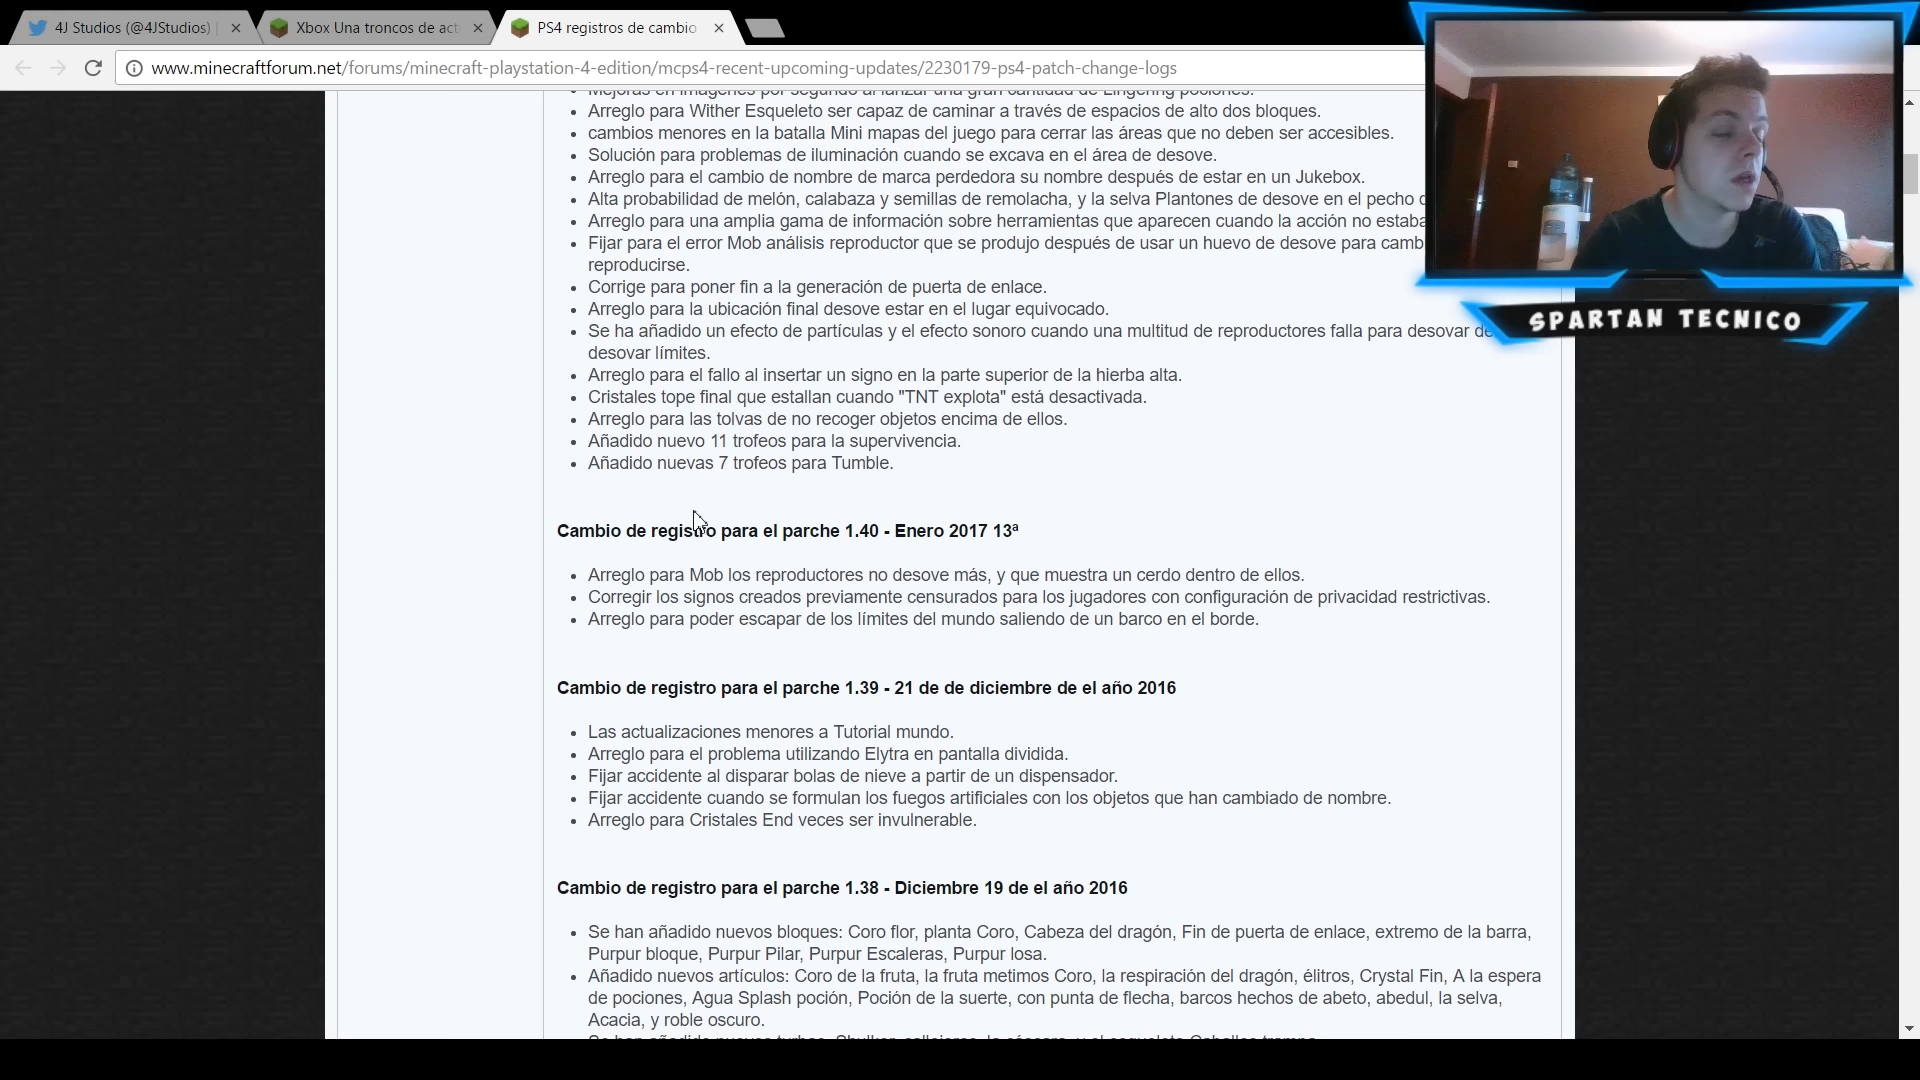 4J Studios (@4JStudios) |
Xbox Una troncos de act
PS4 registros de cambio
www.minecraftforum.net/forums/minecraft-playstation-4-edition/mcps4-recent-upcoming-updates/2230179-ps4-patch-change-logs
Mejoras en imágenes por segundo al lanzar una gran cantidad de Lingering pociones.
Arreglo para Wither Esqueleto ser capaz de caminar a través de espacios de alto dos bloques.
cambios menores en la batalla Mini mapas del juego para cerrar las áreas que no deben ser accesibles.
Solución para problemas de iluminación cuando se excava en el área de desove.
Arreglo para el cambio de nombre de marca perdedora su nombre después de estar en un Jukebox.
Alta probabilidad de melón, calabaza y semillas de remolacha, y la selva Plantones de desove en el pecho
Arreglo para una amplia gama de información sobre herramientas que aparecen cuando la acción no estaba
Fijar para el error Mob análisis reproductor que se produjo después de usar un huevo de desove para camb
reproducirse.
Corrige para poner fin a la generación de puerta de enlace.
Arreglo para la ubicación final desove estar en el lugar equivocado.
Se ha añadido un efecto de partículas y el efecto sonoro cuando una multitud de reproductores falla para desovar de
desovar límites.
Arreglo para el fallo al insertar un signo en la parte superior de la hierba alta.
Cristales tope final que estallan cuando "TNT explota" está desactivada.
Arreglo para las tolvas de no recoger objetos encima de ellos.
Añadido nuevo 11 trofeos para la supervivencia.
Añadido nuevas 7 trofeos para Tumble.
Cambio de registro para el parche 1.40 - Enero 2017 13ª
Arreglo para Mob los reproductores no desove más, y que muestra un cerdo dentro de ellos.
Corregir los signos creados previamente censurados para los jugadores con configuración de privacidad restrictivas.
Arreglo para poder escapar de los límites del mundo saliendo de un barco en el borde.
Cambio de registro para el parche 1.39 - 21 de de diciembre de el año 2016
Las actualizaciones menores a Tutorial mundo.
Arreglo para el problema utilizando Elytra en pantalla dividida.
Fijar accidente al disparar bolas de nieve a partir de un dispensador.
Fijar accidente cuando se formulan los fuegos artificiales con los objetos que han cambiado de nombre.
Arreglo para Cristales End veces ser invulnerable.
Cambio de registro para el parche 1.38 - Diciembre 19 de el año 2016
Se han añadido nuevos bloques: Coro flor, planta Coro, Cabeza del dragón, Fin de puerta de enlace, extremo de la barra,
Purpur bloque, Purpur Pilar, Purpur Escaleras, Purpur losa.
Añadido nuevos artículos: Coro de la fruta, la fruta metimos Coro, la respiración del dragón, élitros, Crystal Fin, A la espera
de pociones, Agua Splash poción, Poción de la suerte, con punta de flecha, barcos hechos de abeto, abedul, la selva,
Acacia, y roble oscuro.
SPARTAN TECNICO